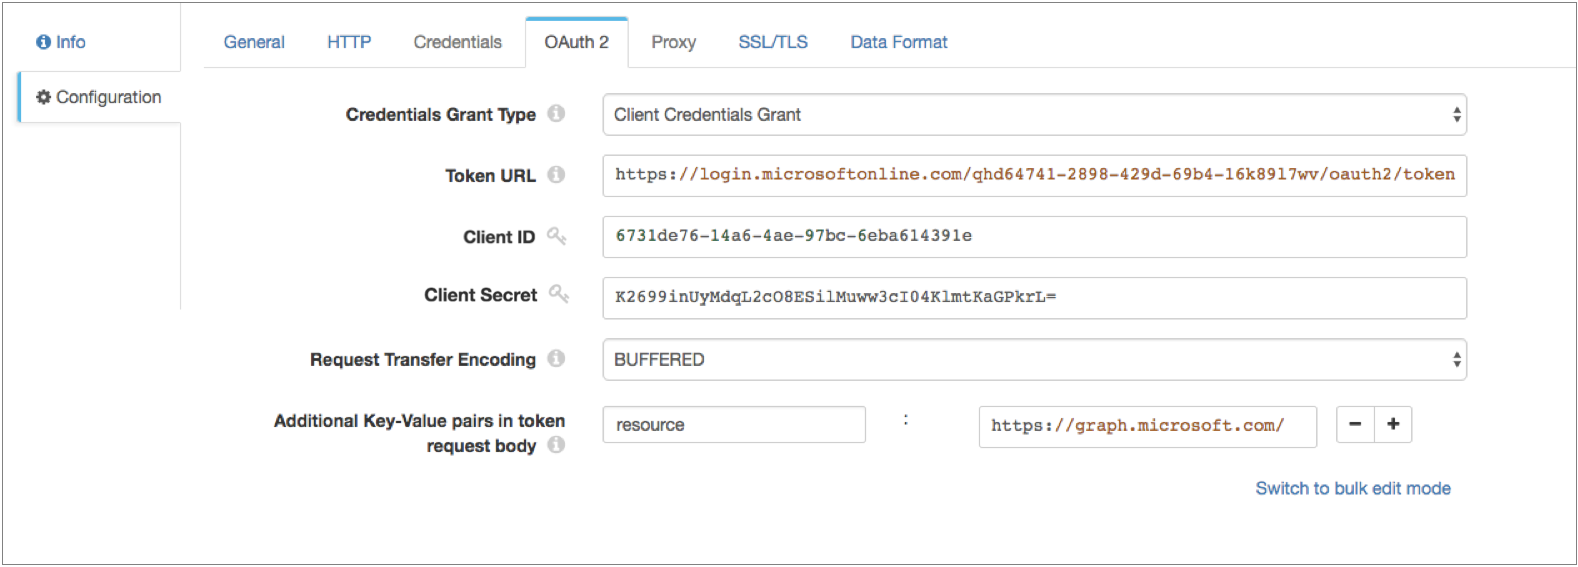 Info
Configuration
General HTTP Credentials OAuth 2 Proxy SSL/TLS Data Format
Credentials Grant Type Client Credentials Grant
Token URL https://login.microsoftonline.com/qhd64741-2898-429d-69b4-16k8917wv/oauth2/token
Client ID 6731de76-14a6-4ae-97bc-6eba614391e
Client Secret K2699inUyMdqL2cO8ESilMuww3cI04KlmtKaGPkrL=
Request Transfer Encoding BUFFERED
Additional Key-Value pairs in token
request body resource : https://graph.microsoft.com/
Switch to bulk edit mode